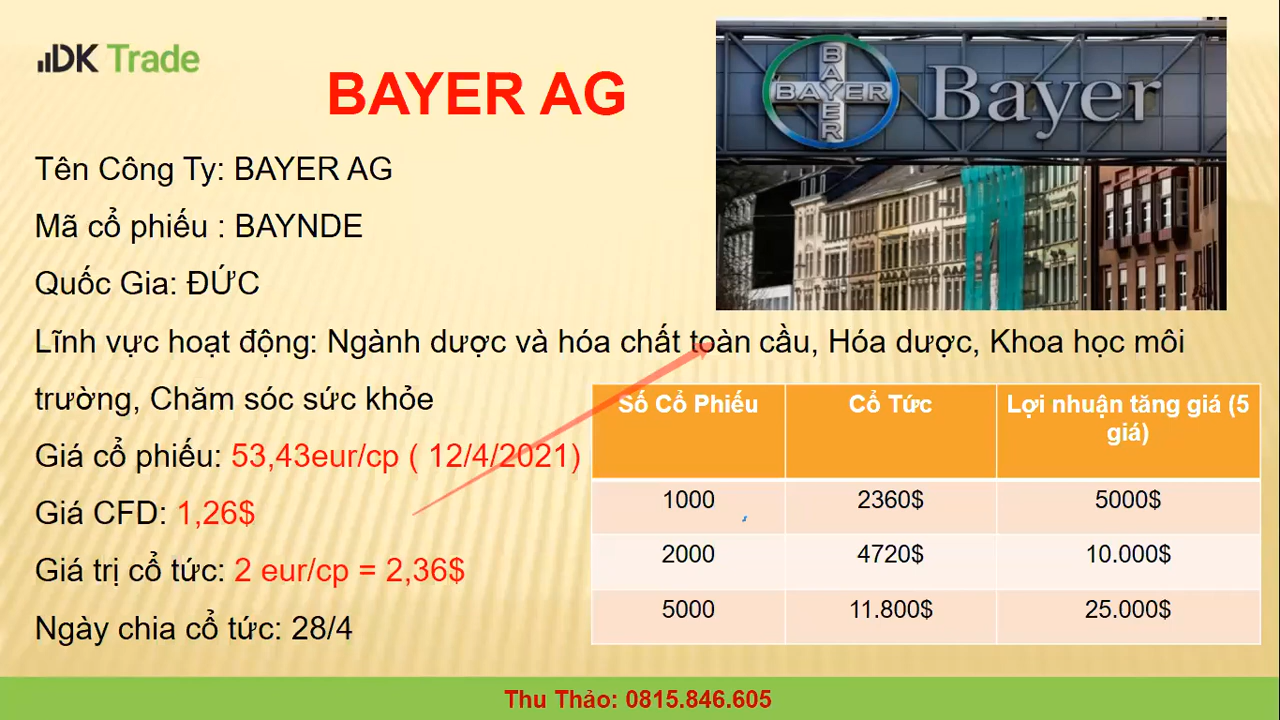 DK Trade
BAYER AG
BAYER
BAYER
Bayer
Tên Công Ty: BAYER AG
Mã cổ phiếu : BAYNDE
Quốc Gia: ĐỨC
Lĩnh vực hoạt động: Ngành dược và hóa chất toàn cầu, Hóa dược, Khoa học môi
trường, Chăm sóc sức khỏe
Giá cổ phiếu: 53,43eur/cp ( 12/4/2021)
Giá CFD: 1,26$
Giá trị cổ tức: 2 eur/cp = 2,36$
Ngày chia cổ tức: 28/4
Số Cổ Phiếu Cổ Tức Lợi nhuận tăng giá (5
giá)
1000 2360$ 5000$
2000 4720$ 10.000$
5000 11.800$ 25.000$
Thu Thảo: 0815.846.605